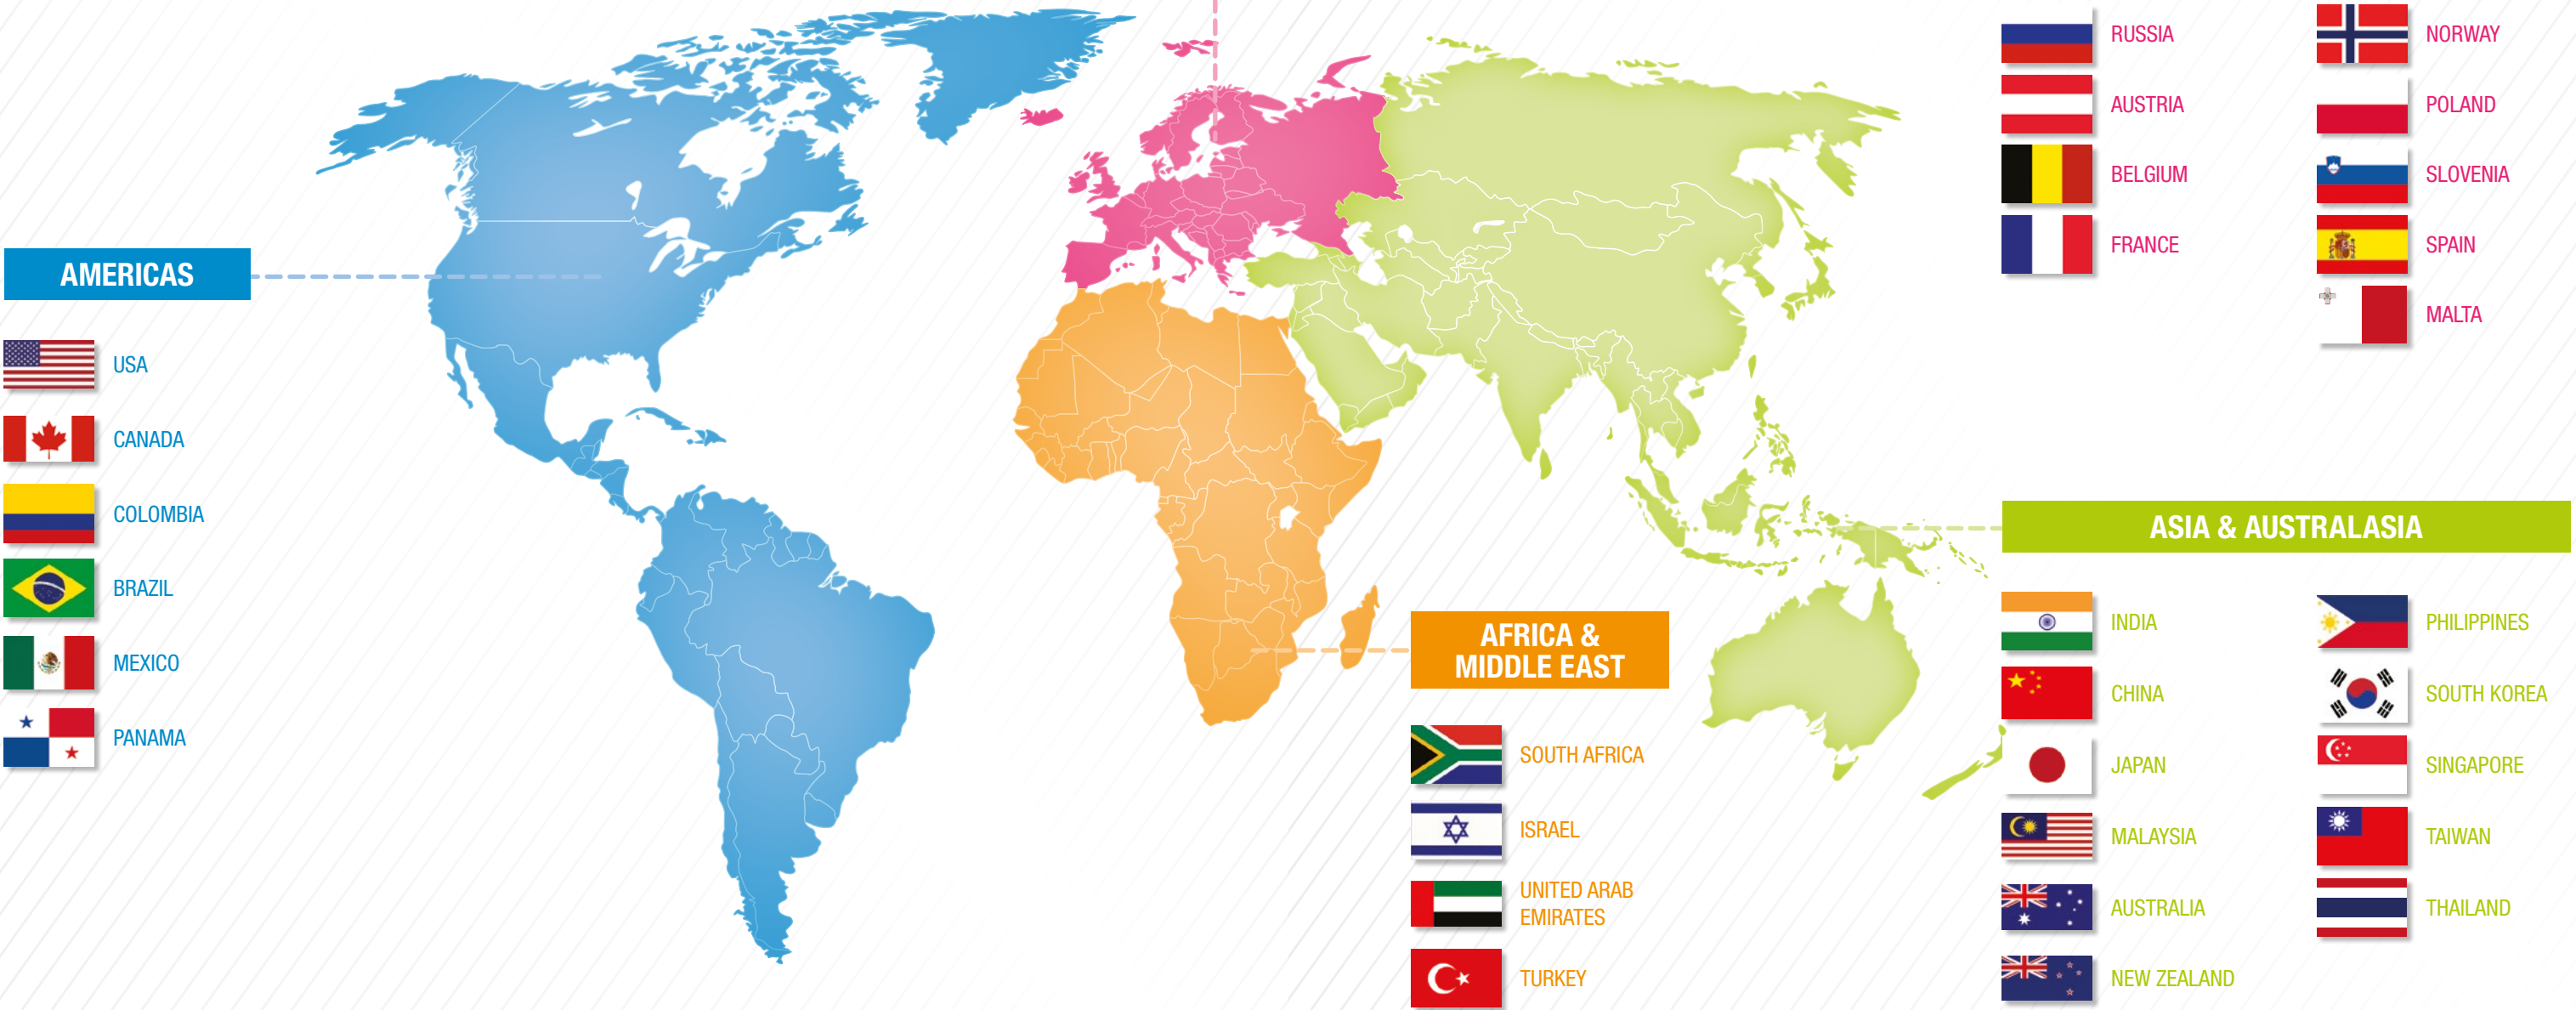 AMERICAS
USA
CANADA
COLOMBIA
BRAZIL
MEXICO
PANAMA
RUSSIA
AUSTRIA
BELGIUM
FRANCE
NORWAY
POLAND
SLOVENIA
SPAIN
MALTA
AFRICA &
MIDDLE EAST
SOUTH AFRICA
ISRAEL
UNITED ARAB
EMIRATES
TURKEY
ASIA & AUSTRALASIA
INDIA
CHINA
JAPAN
MALAYSIA
AUSTRALIA
NEW ZEALAND
PHILIPPINES
SOUTH KOREA
SINGAPORE
TAIWAN
THAILAND